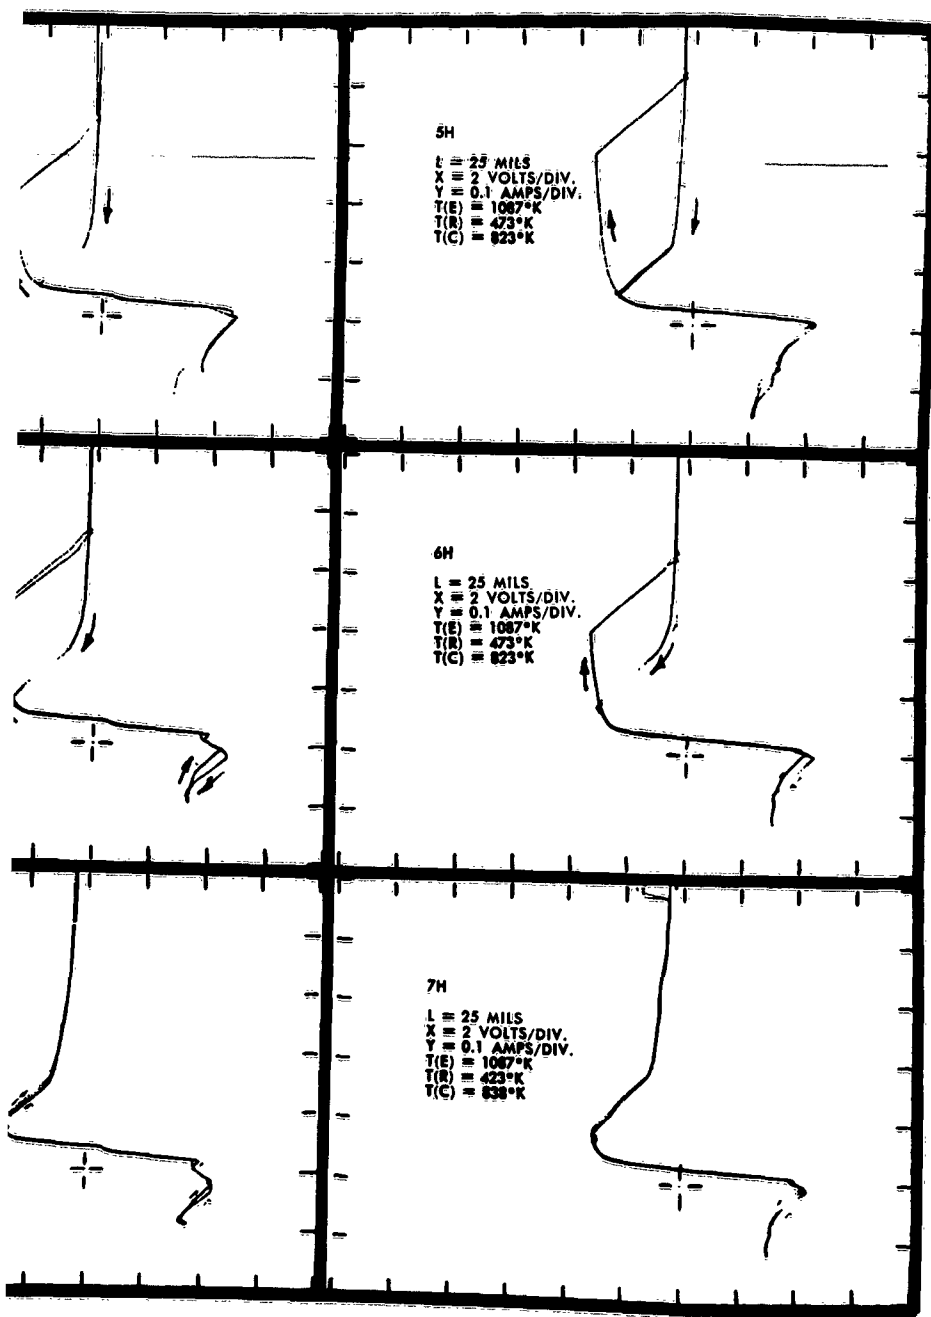 5H
L = 25 MILS
X = 2 VOLTS/DIV.
Y = 0.1 AMPS/DIV.
T(E) = 1087°K
T(R) = 473°K
T(C) = 823°K
6H
L = 25 MILS
X = 2 VOLTS/DIV.
Y = 0.1 AMPS/DIV.
T(E) = 1087°K
T(R) = 473°K
T(C) = 823°K
7H
L = 25 MILS
X = 2 VOLTS/DIV.
Y = 0.1 AMPS/DIV.
T(E) = 1087°K
T(R) = 423°K
T(C) = 838°K